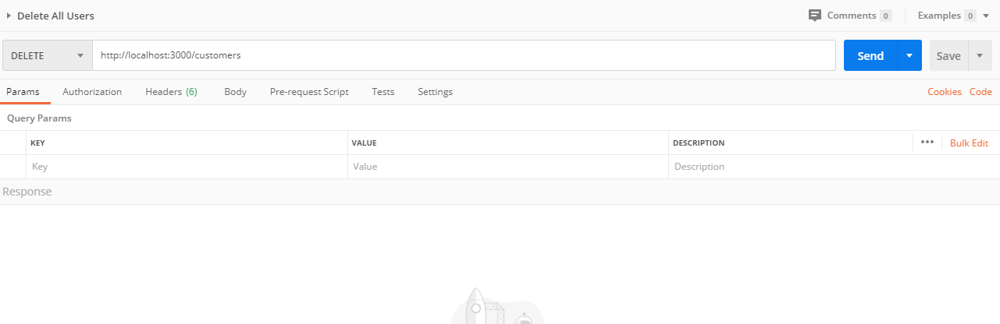 Delete All Users Comments 0 Examples 0
DELETE http://localhost:3000/customers Send Save
Params Authorization Headers (6) Body Pre-request Script Tests Settings Cookies Code
Query Params
KEY VALUE DESCRIPTION ••• Bulk Edit
Key Value Description
Response